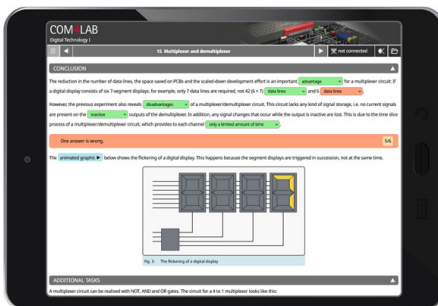 COM4LAB
Digital Technology I
15 Multiplexer and demultiplexer
not connected
CONCLUSION
The reduction in the number of data lines, the space saved on PCBs and the scaled-down development effort is an important advantage for a multiplexer circuit. If
a digital display consists of six 7-segment displays, for example, only 7 data lines are required, not 42 (6 × 7) data lines and 6 data lines .
However, the previous experiment also reveals disadvantages of a multiplexer/demultiplexer circuit. This circuit lacks any kind of signal storage, i.e. no current signals
are present on the inactive outputs of the demultiplexer. In addition, any signal changes that occur while the output is inactive are lost. This is due to the time slice
process of a multiplexer/demultiplexer circuit, which provides to each channel only a limited amount of time .
One answer is wrong. 5/6
The animated graphic ▶ below shows the flickering of a digital display. This happens because the segment displays are triggered in succession, not at the same time.
Fig. 3: The flickering of a digital display
ADDITIONAL TASKS
A multiplexer circuit can be realised with NOT, AND and OR gates. The circuit for a 4 to 1 multiplexer looks like this: